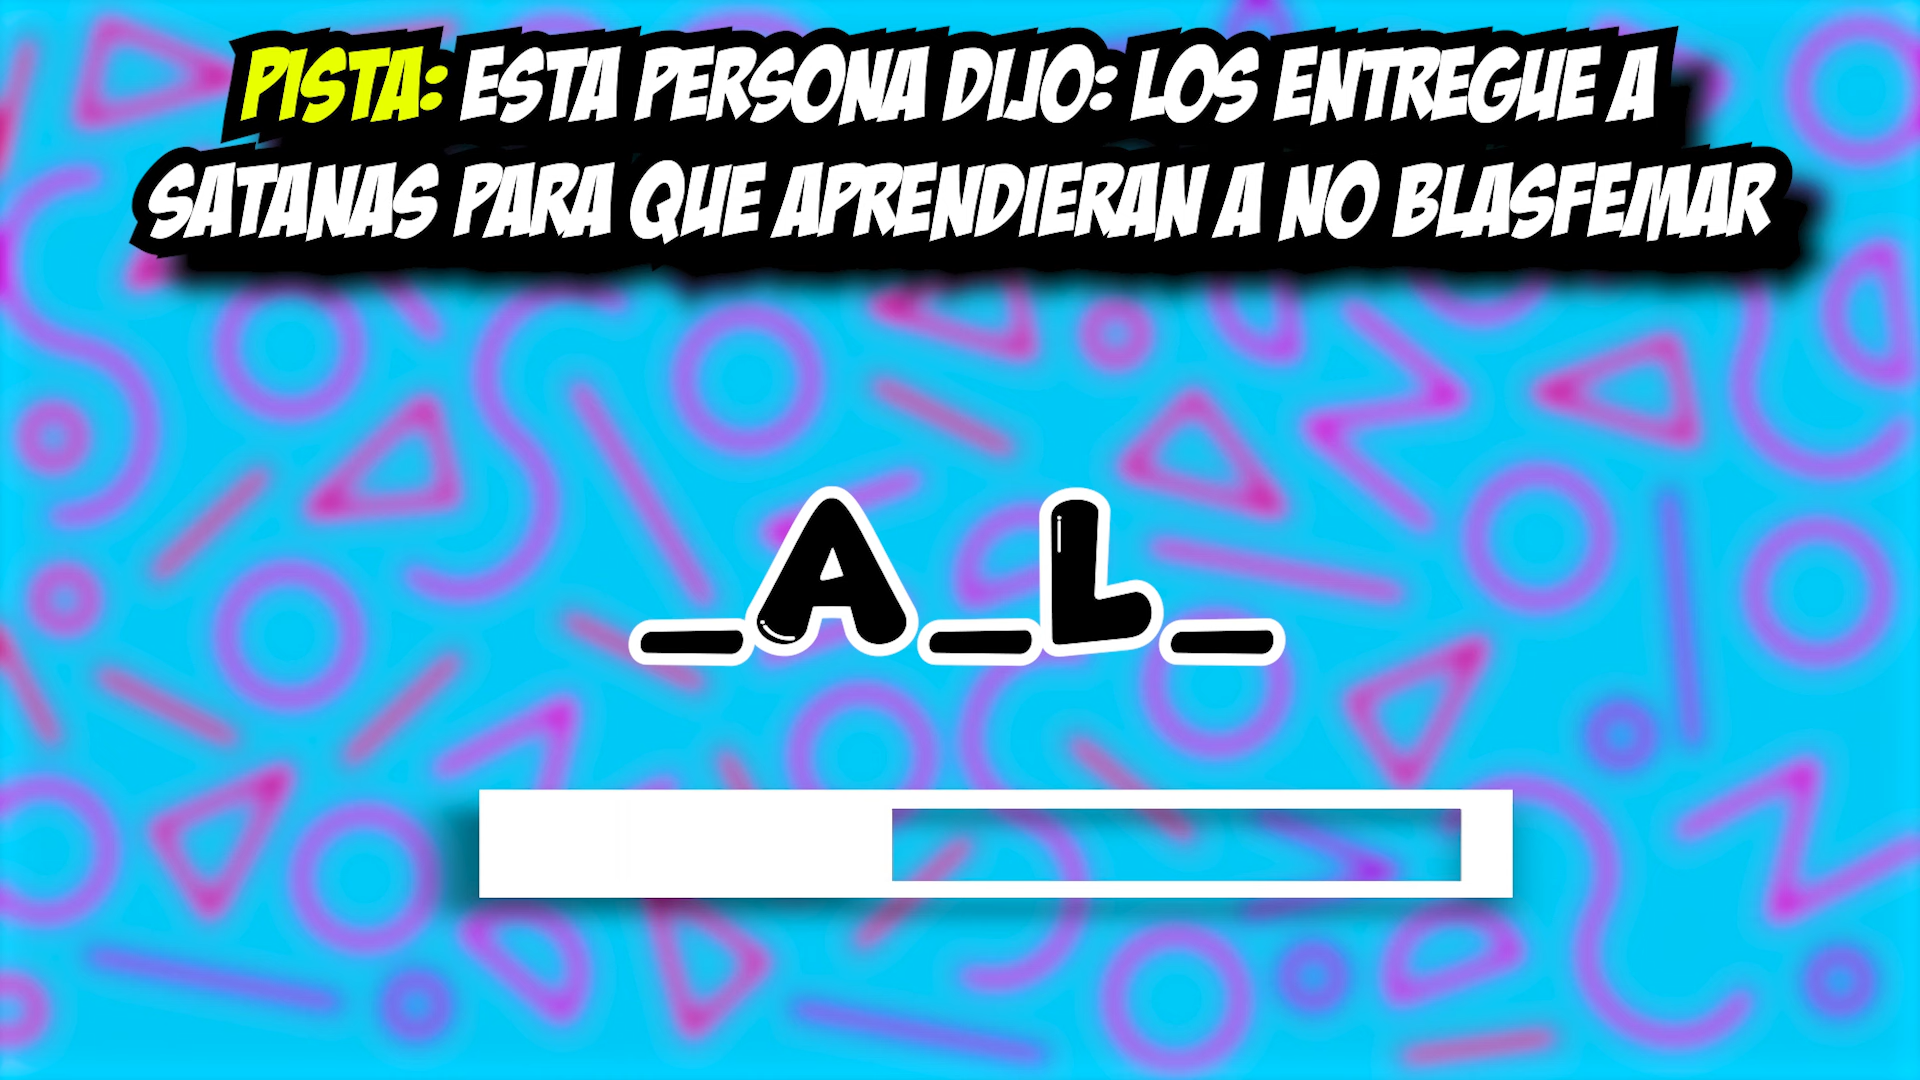 PISTA: ESTA PERSONA DIJO: LOS ENTREGUE A
SATANAS PARA QUE APRENDIERAN A NO BLASFEMAR
_A_L_